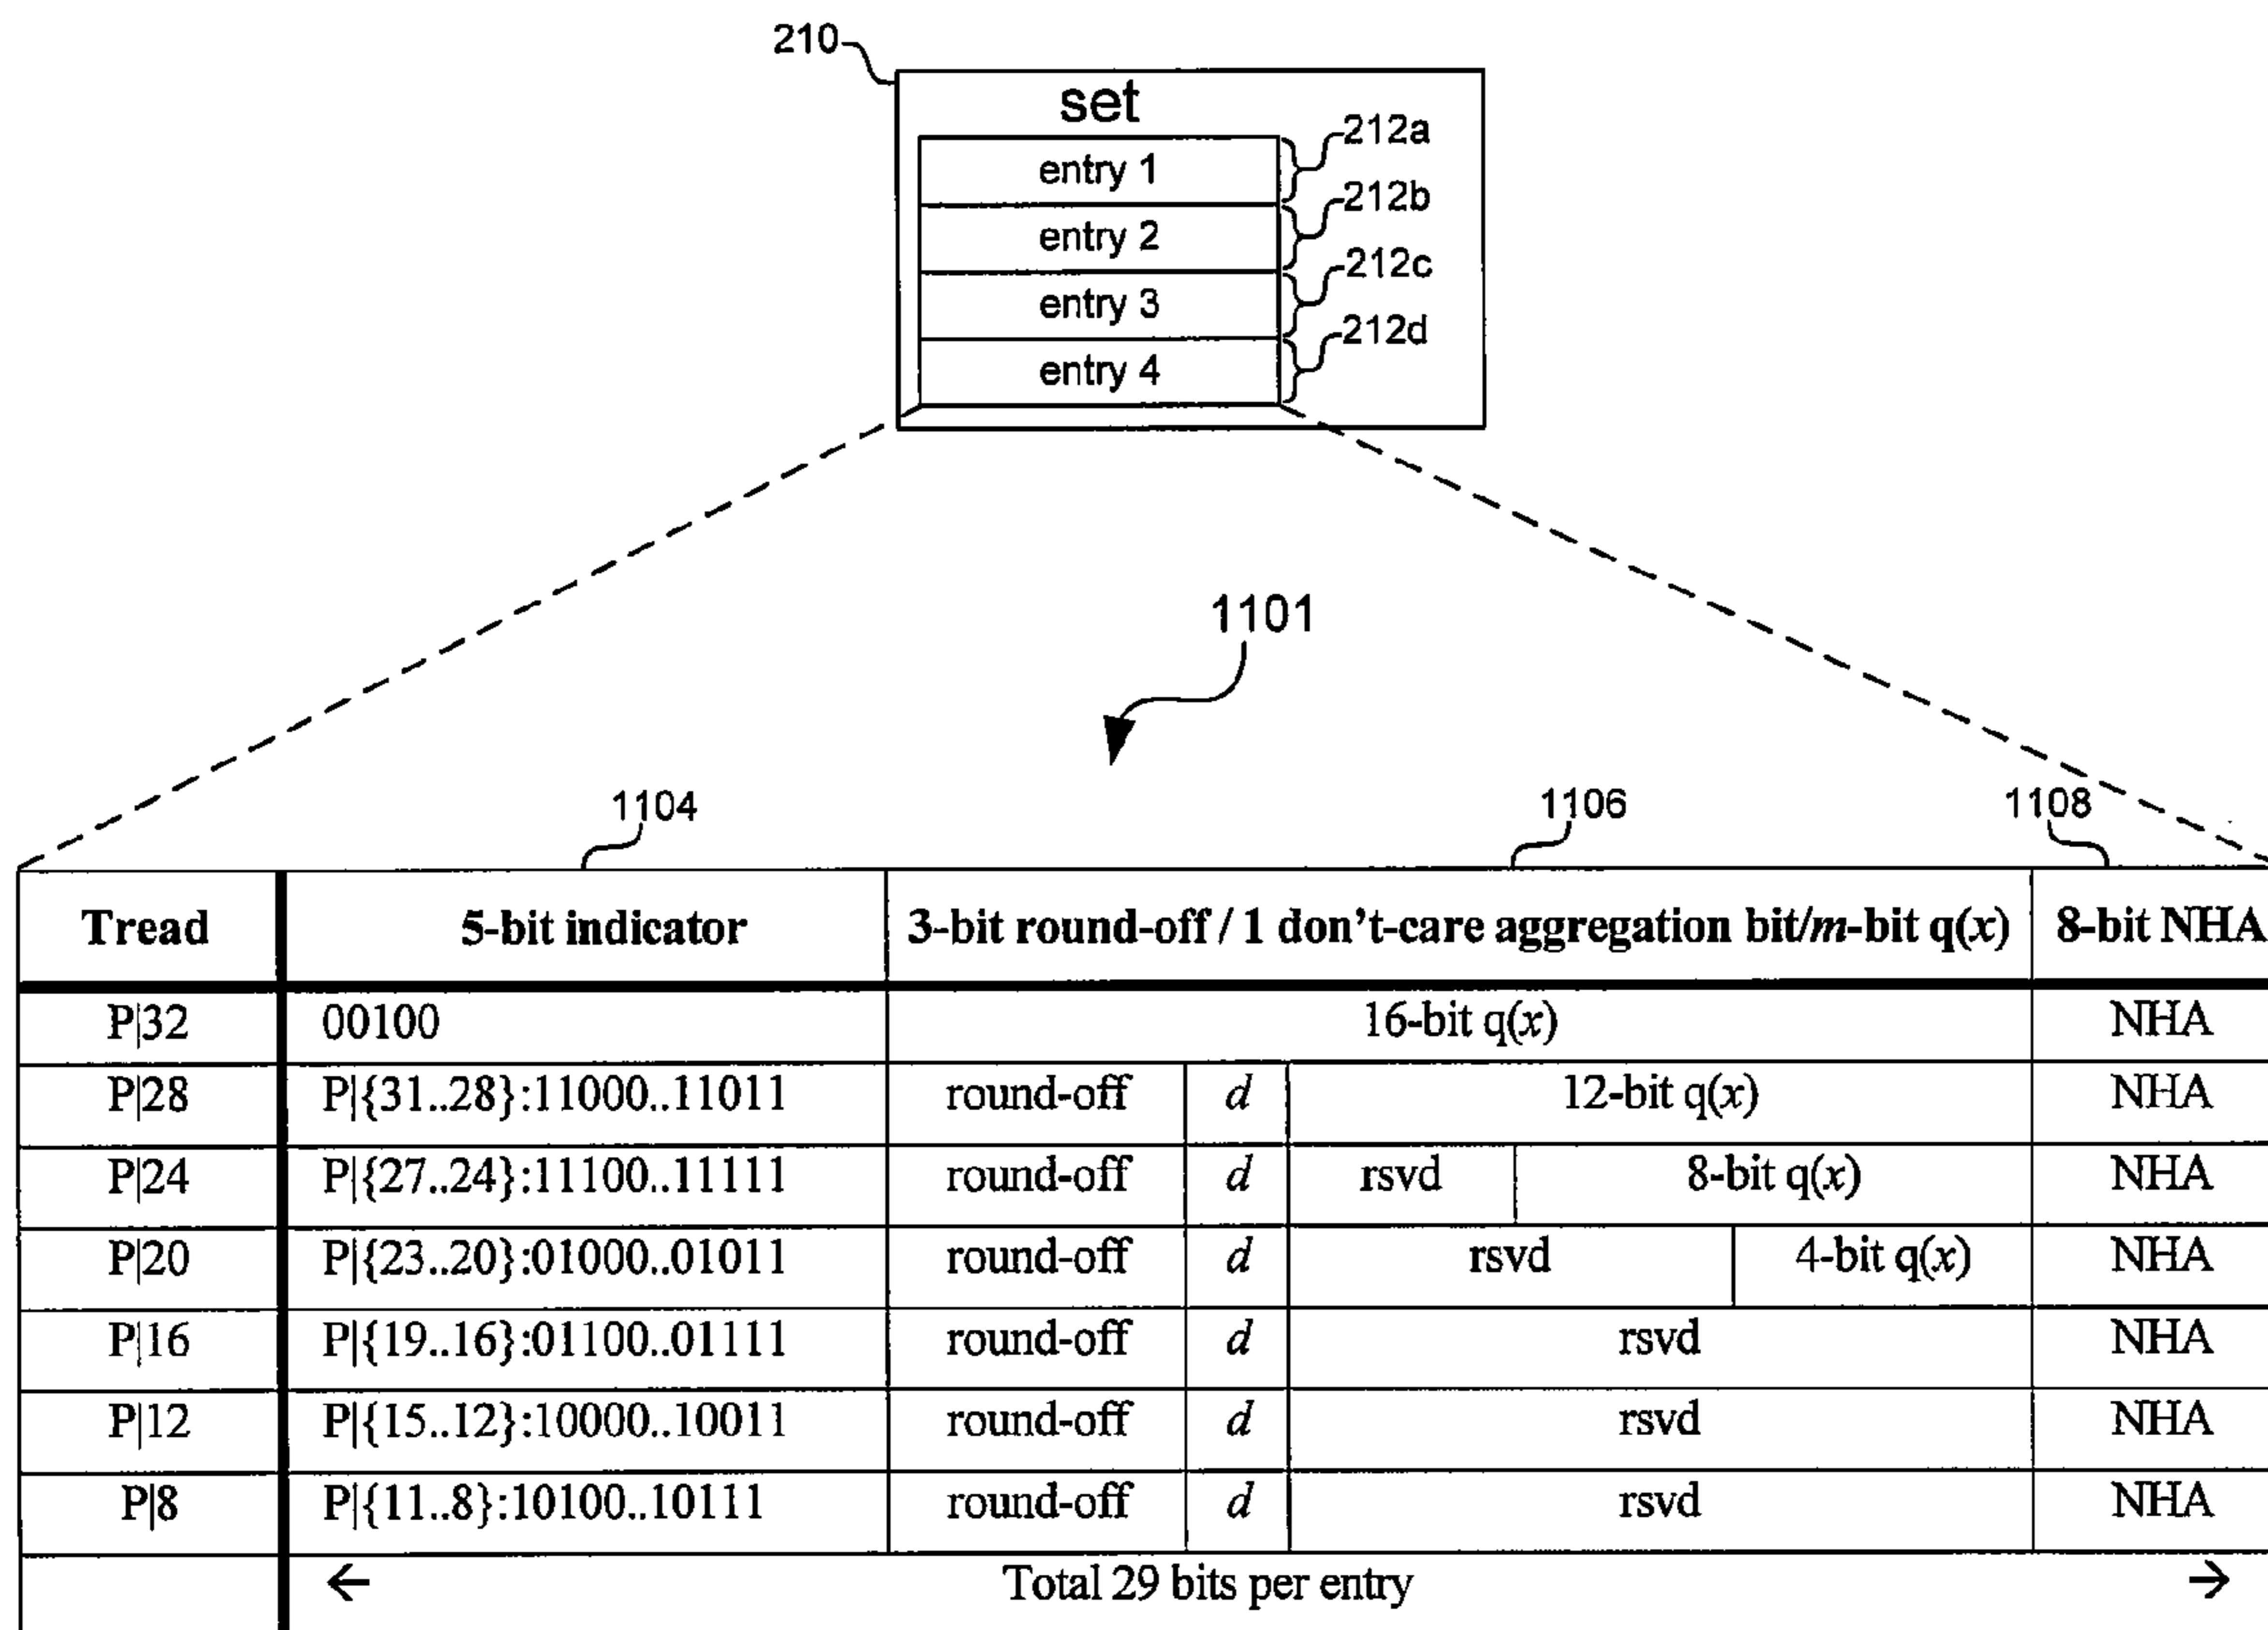 210
set
212a
entry 1
212b
entry 2
212c
entry 3
212d
entry 4
1101
1104
1106
1108
Tread 5-bit indicator 3-bit round-off / 1 don't-care aggregation bit/m-bit q(x) 8-bit NHA
P|32 00100 16-bit q(x) NHA
P|28 P|{31..28}:11000..11011 round-off d 12-bit q(x) NHA
P|24 P|{27..24}:11100..11111 round-off d rsvd 8-bit q(x) NHA
P|20 P|{23..20}:01000..01011 round-off d rsvd 4-bit q(x) NHA
P|16 P|{19..16}:01100..01111 round-off d rsvd NHA
P|12 P|{15..12}:10000..10011 round-off d rsvd NHA
P|8 P|{11..8}:10100..10111 round-off d rsvd NHA
← Total 29 bits per entry →